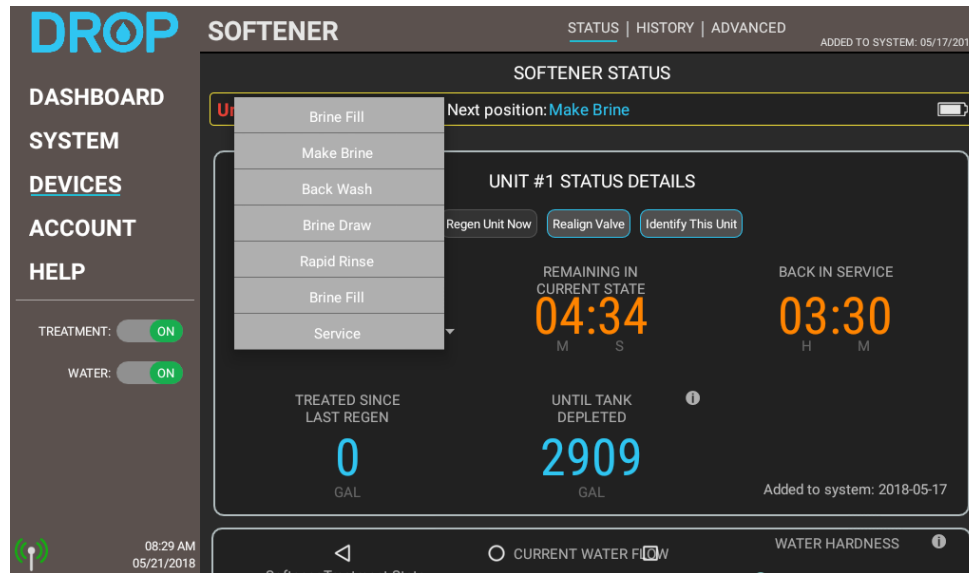 DROP
DASHBOARD
SYSTEM
DEVICES
ACCOUNT
HELP
TREATMENT: ON
WATER: ON
08:29 AM
05/21/2018
SOFTENER
STATUS | HISTORY | ADVANCED
ADDED TO SYSTEM: 05/17/201
SOFTENER STATUS
Next position: Make Brine
Brine Fill
Make Brine
Back Wash
Brine Draw
Rapid Rinse
Brine Fill
Service
UNIT #1 STATUS DETAILS
Regen Unit Now
Realign Valve
Identify This Unit
REMAINING IN
CURRENT STATE
04:34
M S
BACK IN SERVICE
03:30
H M
TREATED SINCE
LAST REGEN
0
GAL
UNTIL TANK
DEPLETED
2909
GAL
Added to system: 2018-05-17
CURRENT WATER FLOW
WATER HARDNESS